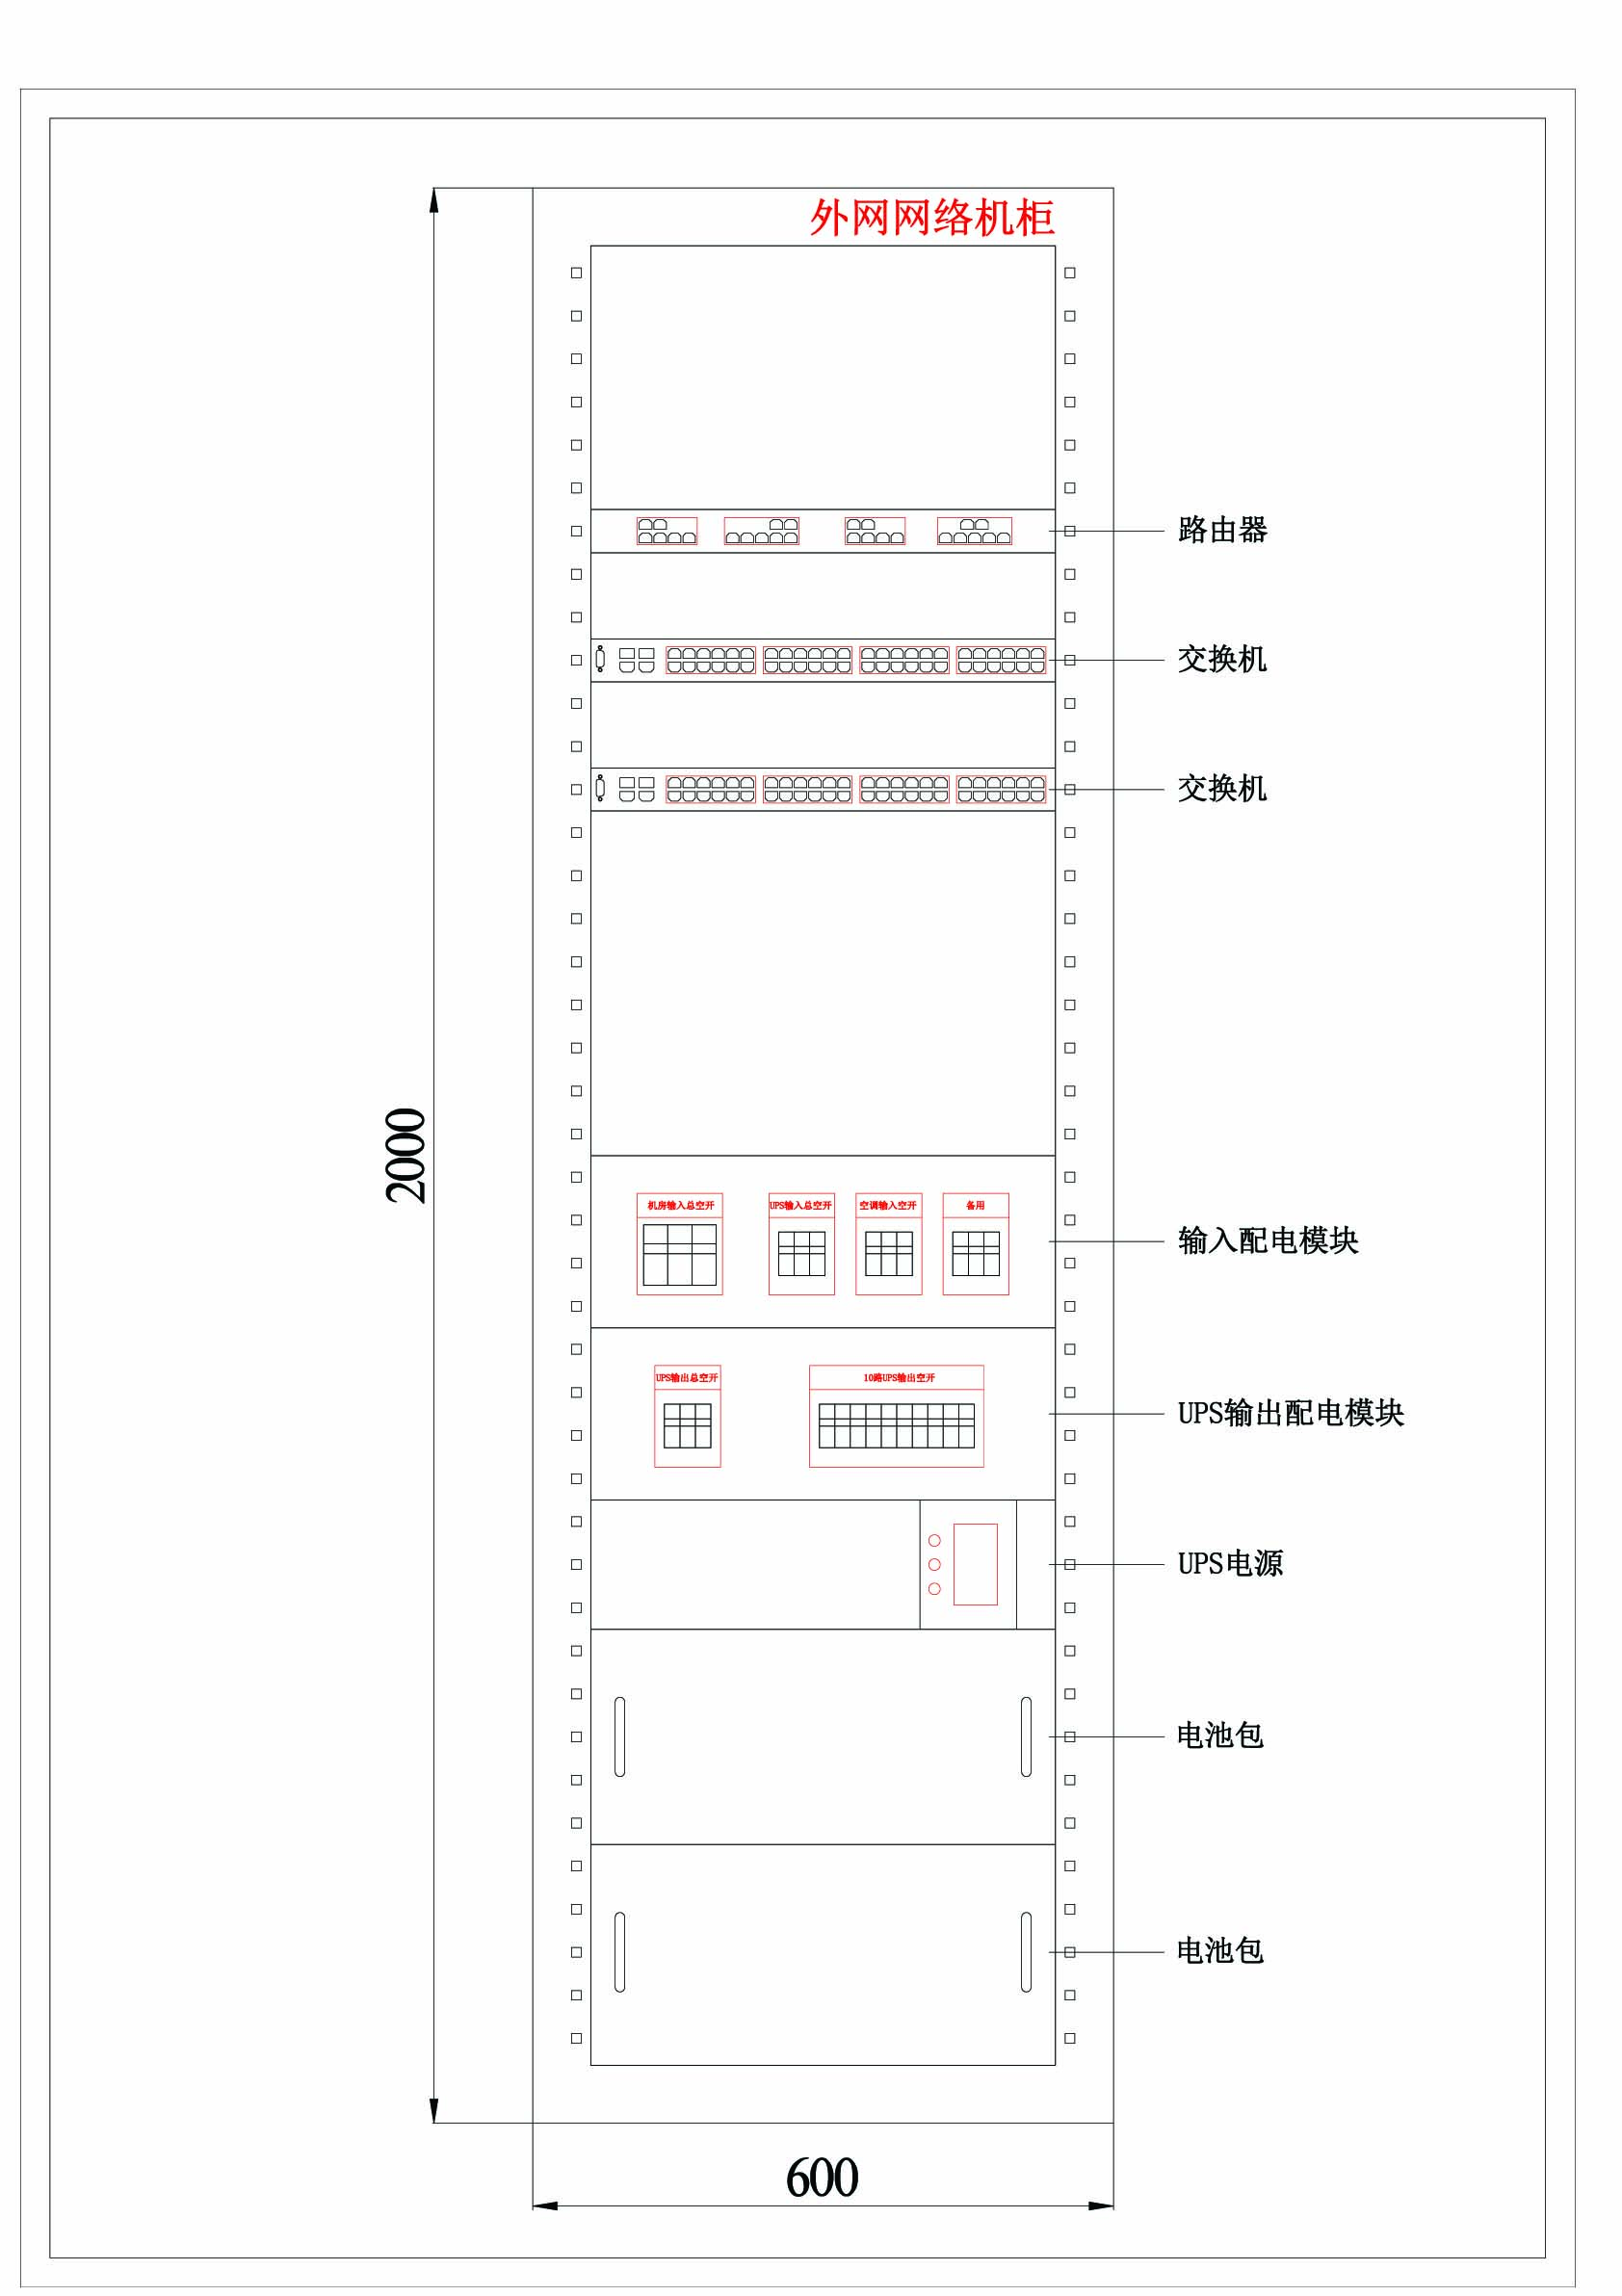 外网网络机柜
路由器
交换机
交换机
2000
机房输入总空开
UPS输入总空开
空调输入空开
备用
输入配电模块
UPS输出总空开
10路UPS输出空开
UPS输出配电模块
UPS电源
电池包
电池包
600